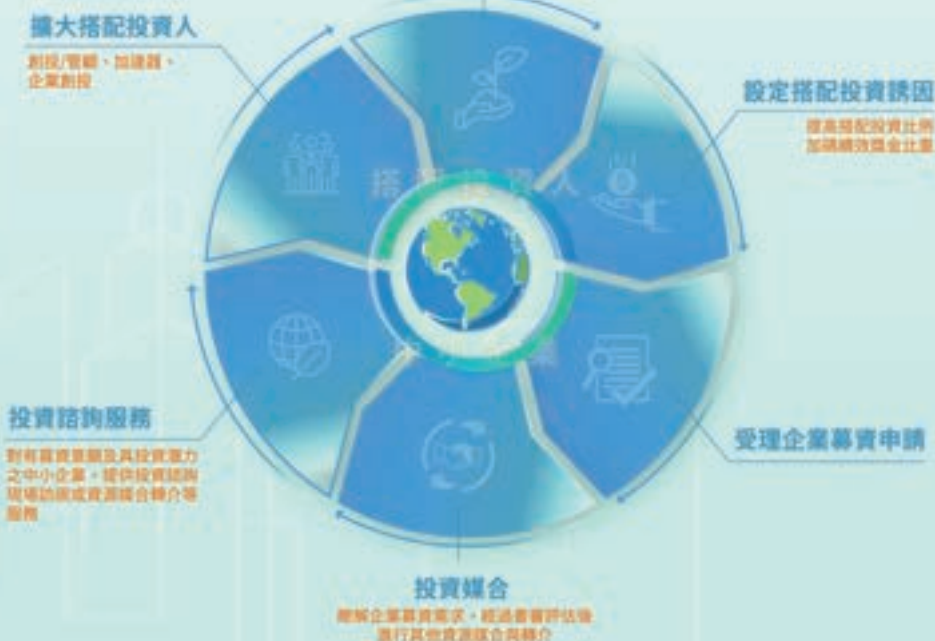 擴大搭配投資人
創投/管顧、加速器、
企業創投
設定搭配投資誘因
提高搭配投資比例
加碼績效獎金比重
搭配投資人
投資諮詢服務
對有募資意願及具投資潛力
之中小企業,提供投資諮詢
現場訪視或資源媒合轉介等
服務
受理企業募資申請
投資媒合
瞭解企業募資需求,經過書審評估後
進行其他資源媒合與轉介